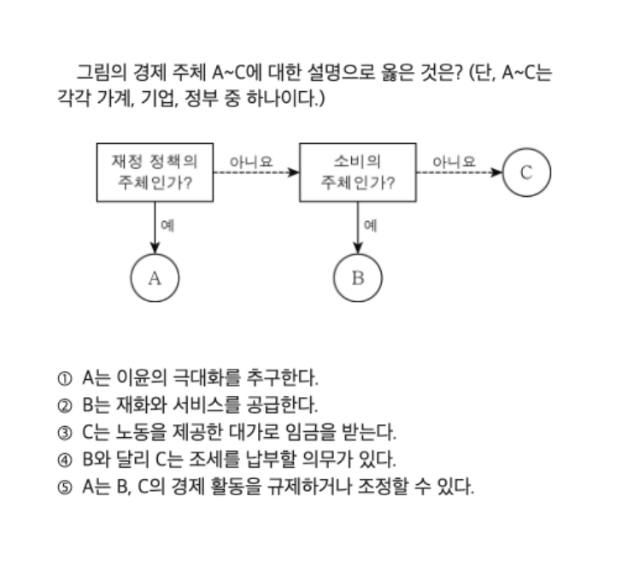 그림의 경제 주체 A~C에 대한 설명으로 옳은 것은? (단, A~C는
각각 가계, 기업, 정부 중 하나이다.)
재정 정책의
주체인가?
아니요
소비의
주체인가?
아니요
C
예
예
A
B
① A는 이윤의 극대화를 추구한다.
② B는 재화와 서비스를 공급한다.
③ C는 노동을 제공한 대가로 임금을 받는다.
④ B와 달리 C는 조세를 납부할 의무가 있다.
⑤ A는 B, C의 경제 활동을 규제하거나 조정할 수 있다.